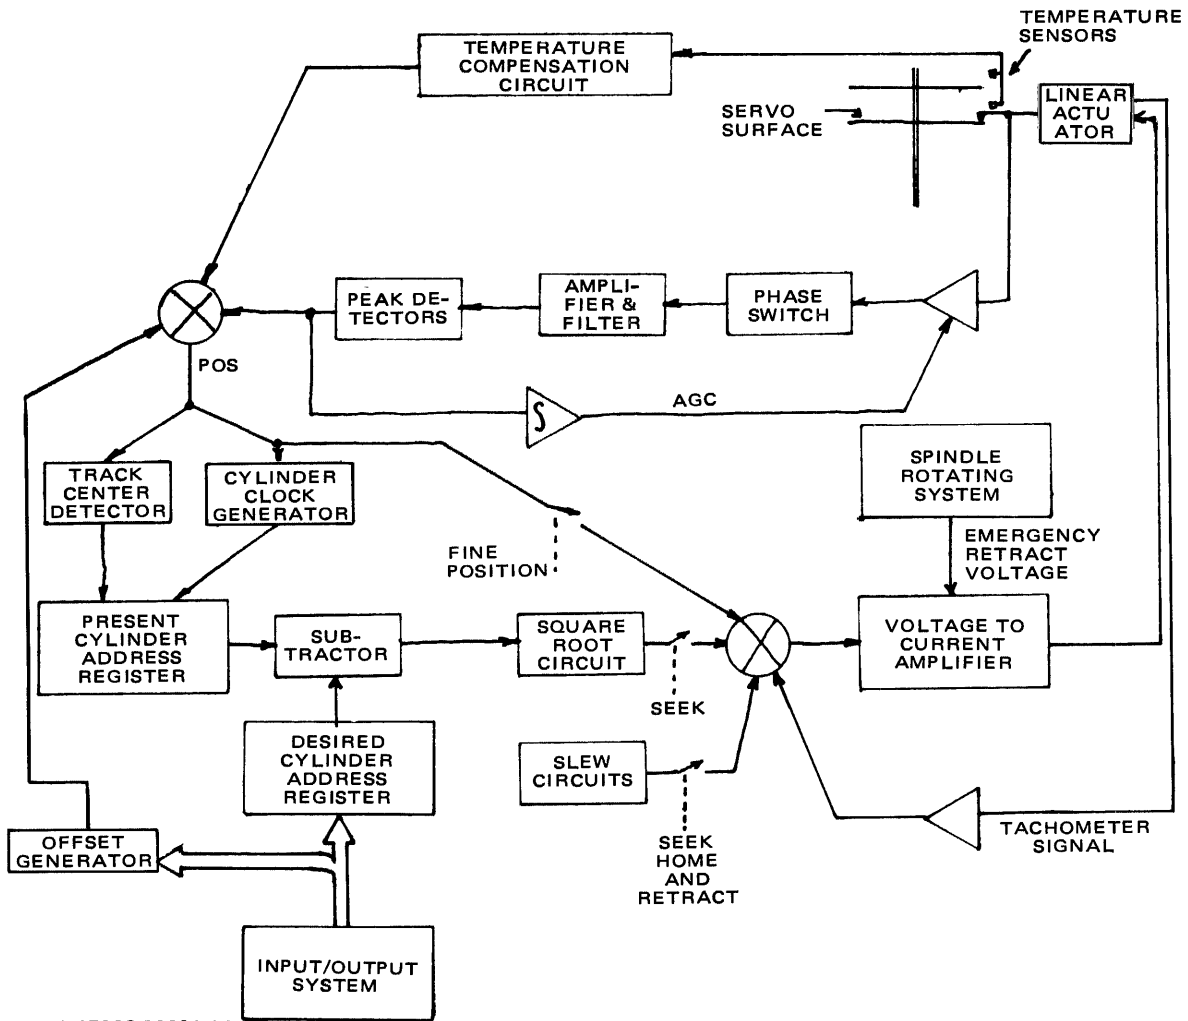 TEMPERATURE
SENSORS
TEMPERATURE
COMPENSATION
CIRCUIT
LINEAR
ACTU
ATOR
SERVO
SURFACE
PEAK DE-
TECTORS
AMPLI-
FIER &
FILTER
PHASE
SWITCH
POS
AGC
S
TRACK
CENTER
DETECTOR
CYLINDER
CLOCK
GENERATOR
SPINDLE
ROTATING
SYSTEM
FINE
POSITION
EMERGENCY
RETRACT
VOLTAGE
PRESENT
CYLINDER
ADDRESS
REGISTER
SUB-
TRACTOR
SQUARE
ROOT
CIRCUIT
VOLTAGE TO
CURRENT
AMPLIFIER
SEEK
DESIRED
CYLINDER
ADDRESS
REGISTER
SLEW
CIRCUITS
OFFSET
GENERATOR
SEEK
HOME
AND
RETRACT
TACHOMETER
SIGNAL
INPUT/OUTPUT
SYSTEM